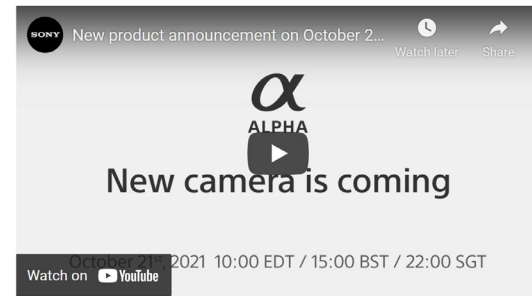 SONY
New product announcement on October 2...
Watch later
Share
α
ALPHA
New camera is coming
October 21st, 2021 10:00 EDT / 15:00 BST / 22:00 SGT
Watch on YouTube